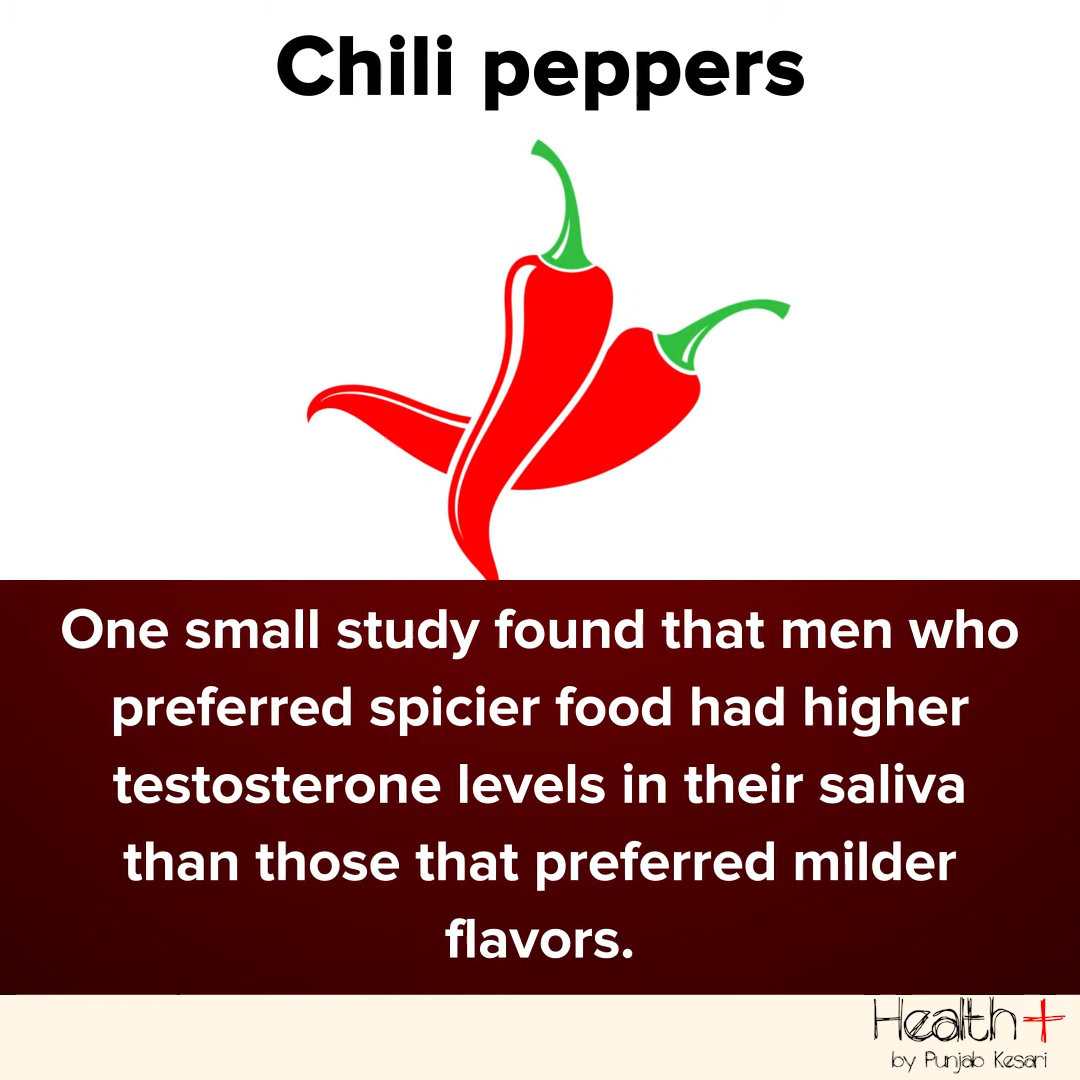 Chili peppers
One small study found that men who
preferred spicier food had higher
testosterone levels in their saliva
than those that preferred milder
flavors.
Health+
by Punjab Kesari